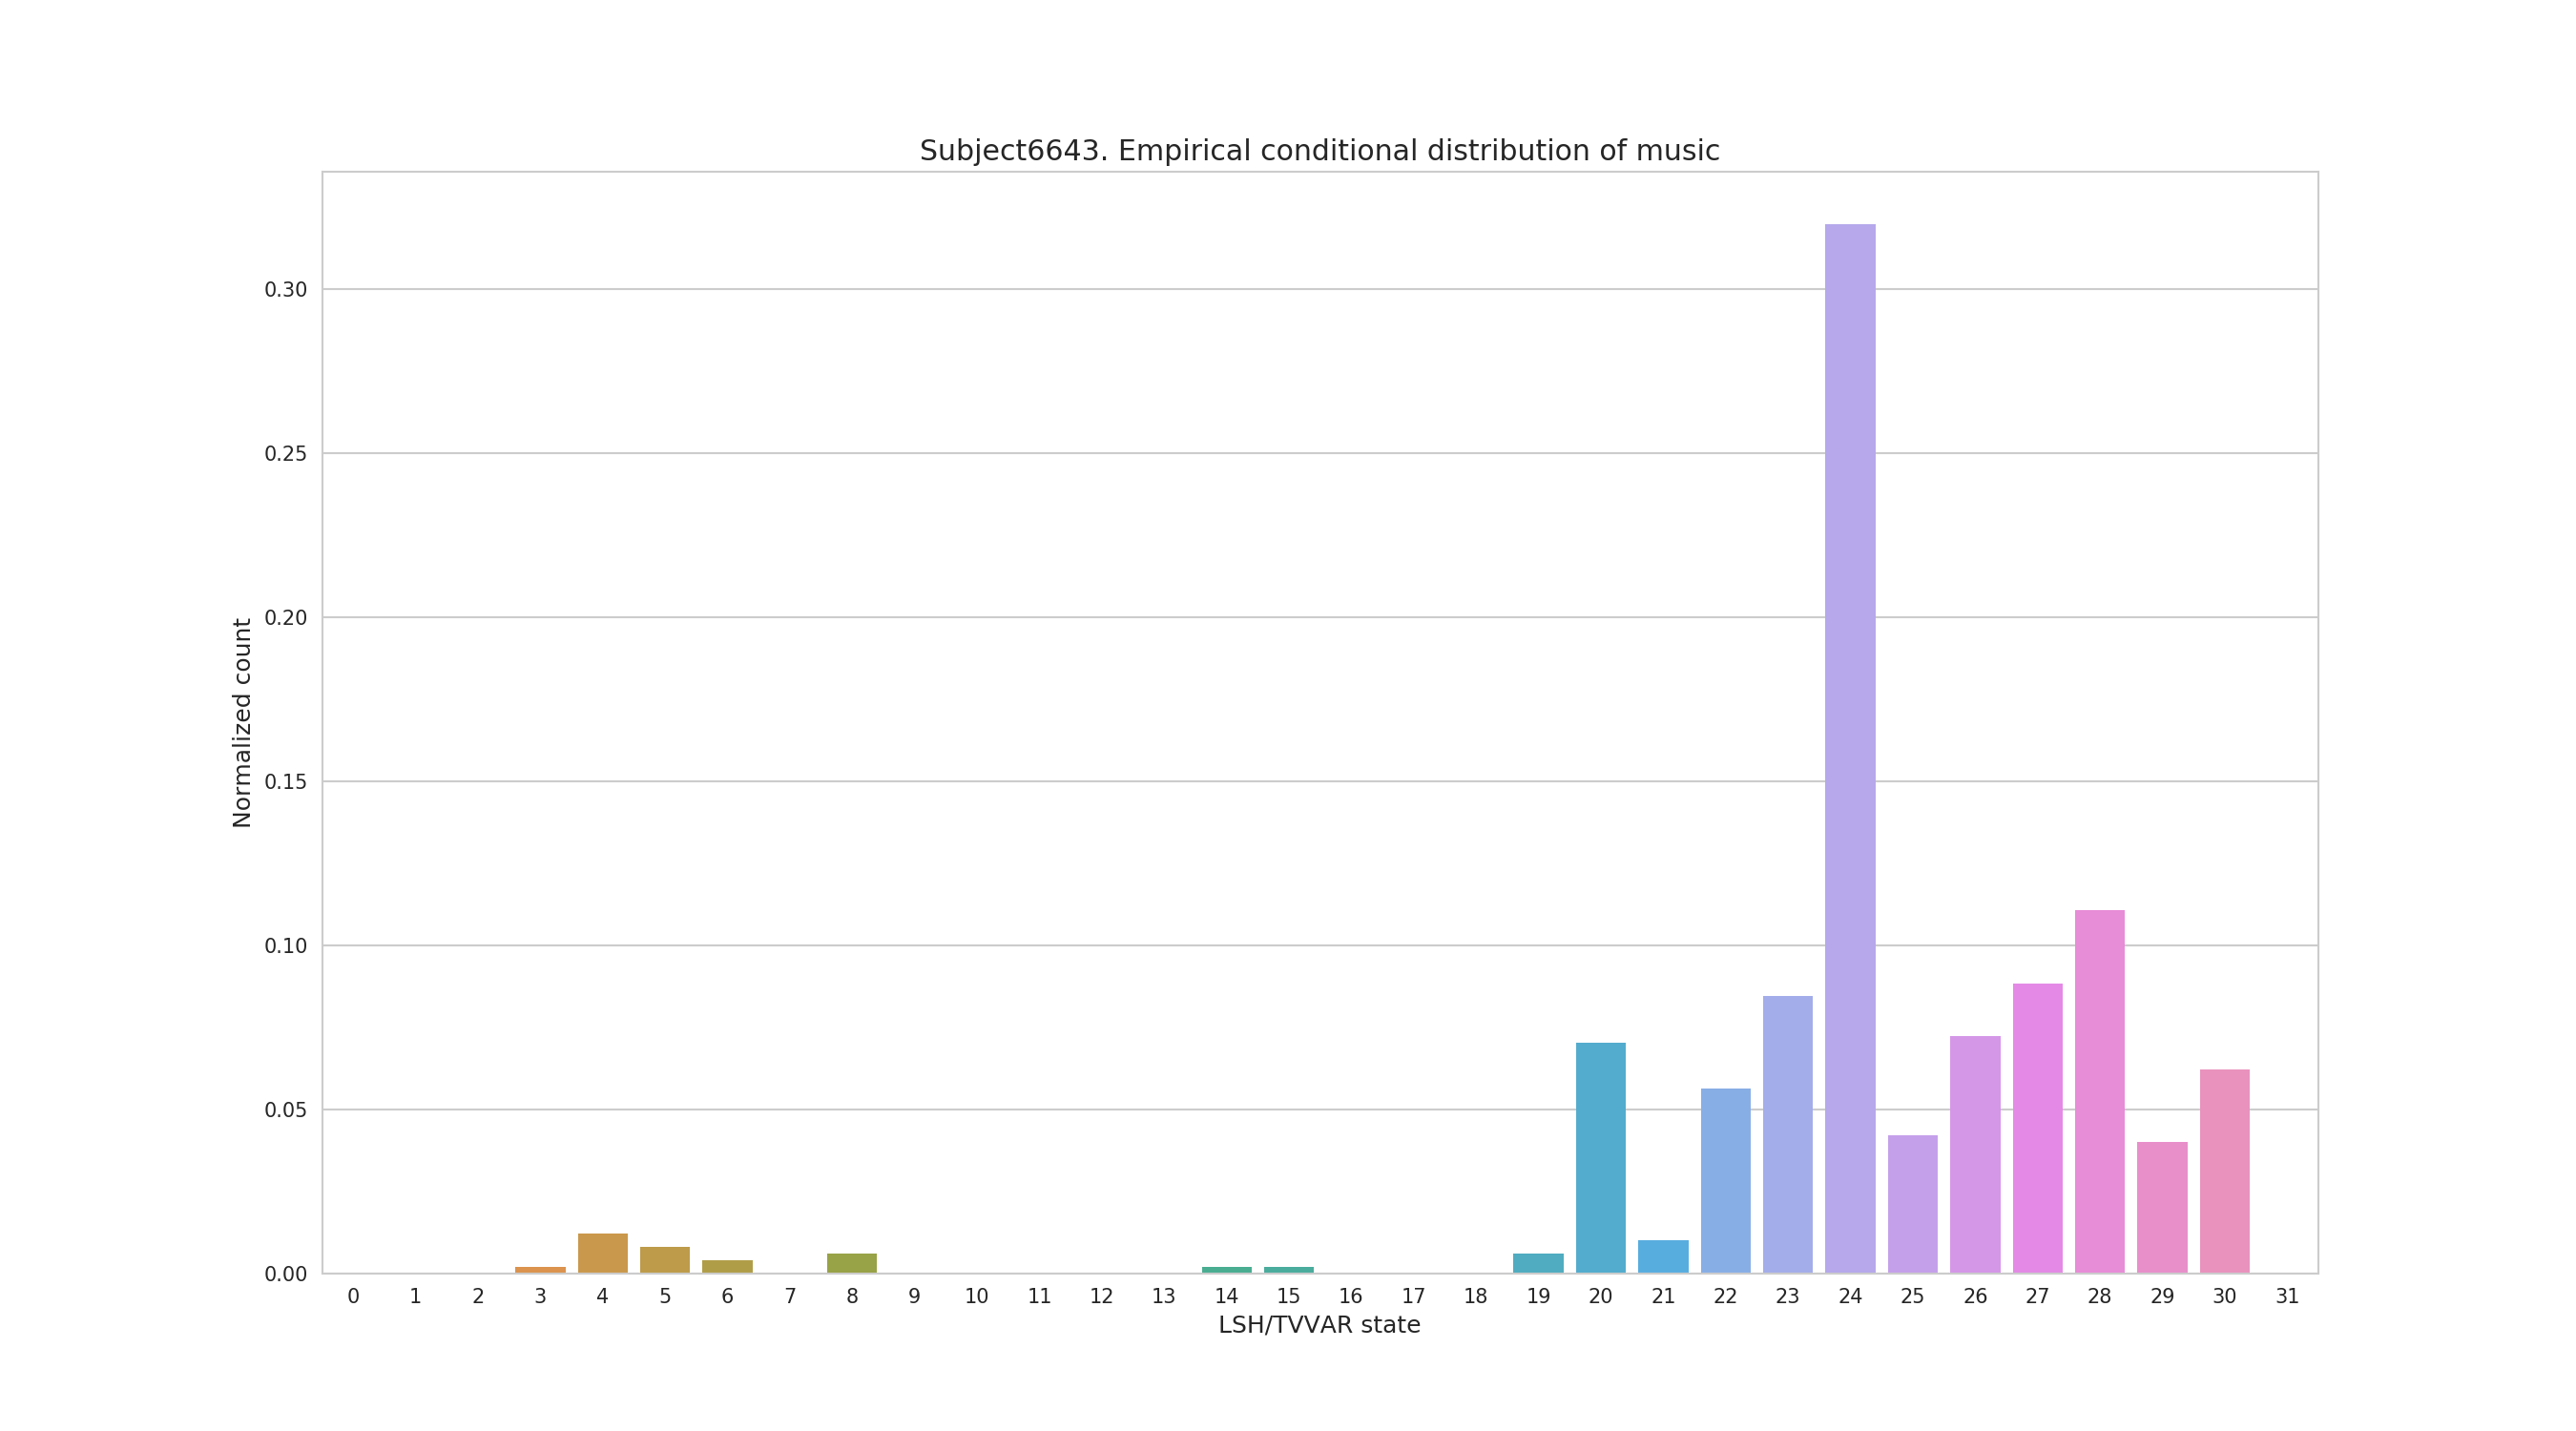 Subject6643. Empirical conditional distribution of music
Normalized count
0.30
0.25
0.20
0.15
0.10
0.05
0.00
0 1 2 3 4 5 6 7 8 9 10 11 12 13 14 15 16 17 18 19 20 21 22 23 24 25 26 27 28 29 30 31
LSH/TVVAR state